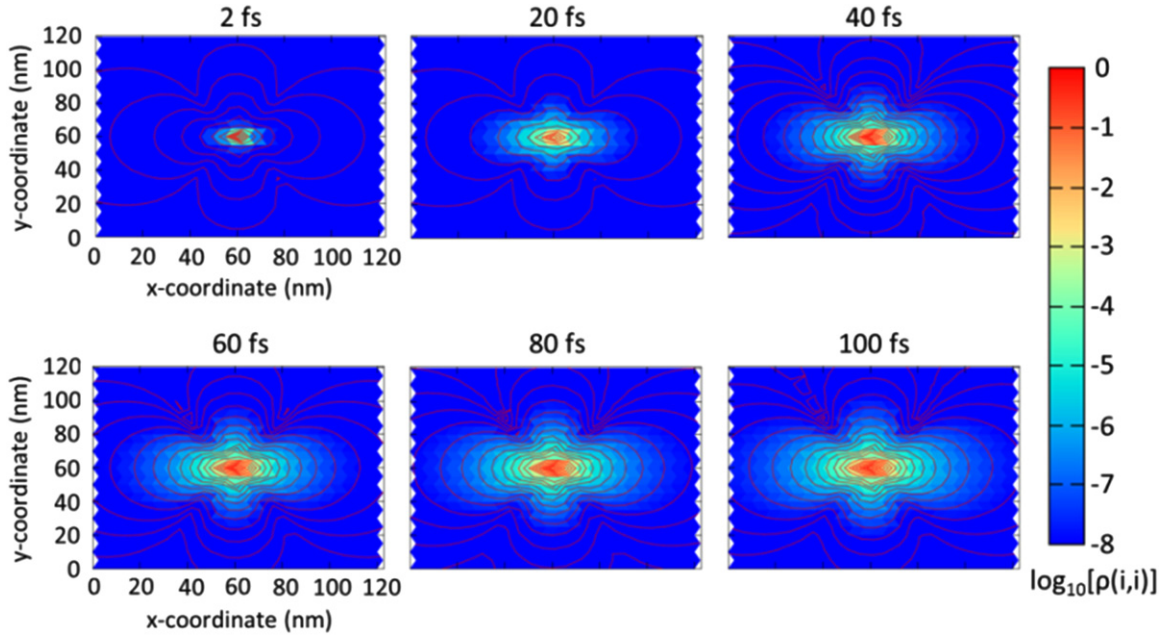 2 fs
20 fs
40 fs
y-coordinate (nm)
120
100
80
60
40
20
0
0 20 40 60 80 100 120
x-coordinate (nm)
60 fs
80 fs
100 fs
y-coordinate (nm)
120
100
80
60
40
20
0
0 20 40 60 80 100 120
x-coordinate (nm)
0
-1
-2
-3
-4
-5
-6
-7
-8
log₁₀[ρ(i,i)]